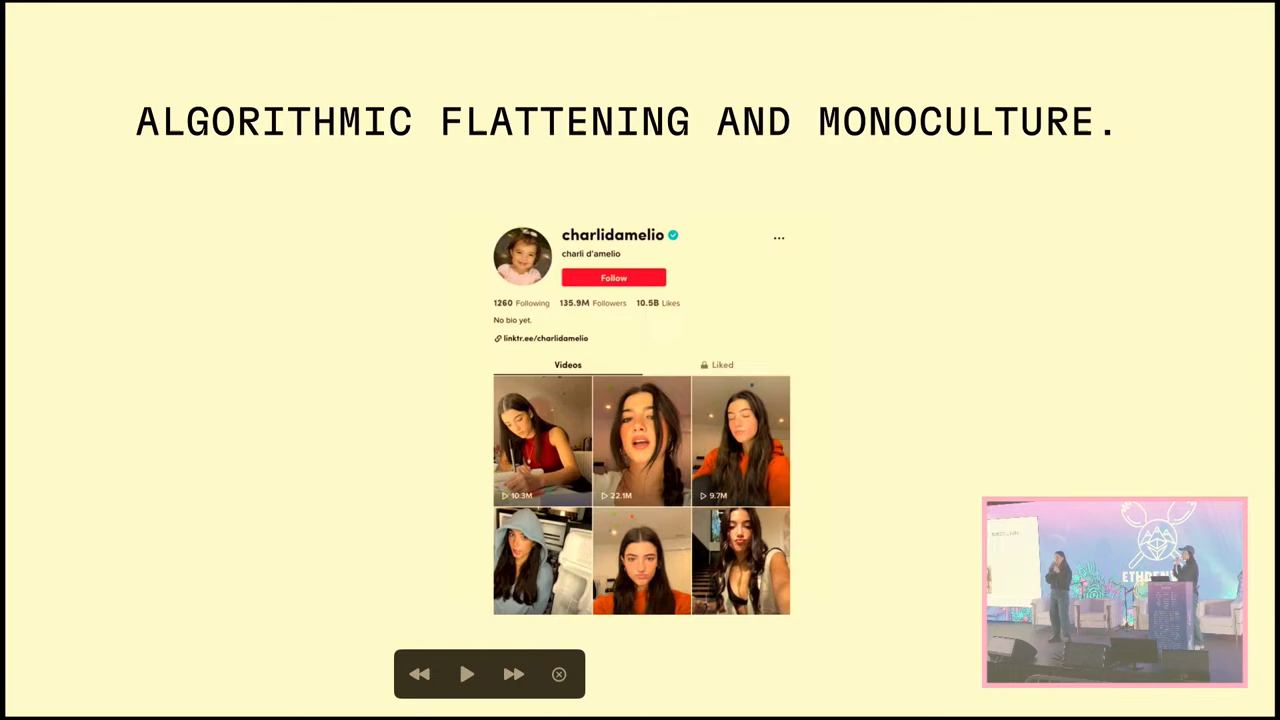 ALGORITHMIC FLATTENING AND MONOCULTURE.
charlidamelio
...
charli d'amelio
Follow
1260 Following 135.9M Followers 10.5B Likes
No bio yet.
linktr.ee/charlidamelio
Videos Liked
10.3M 22.1M 9.7M